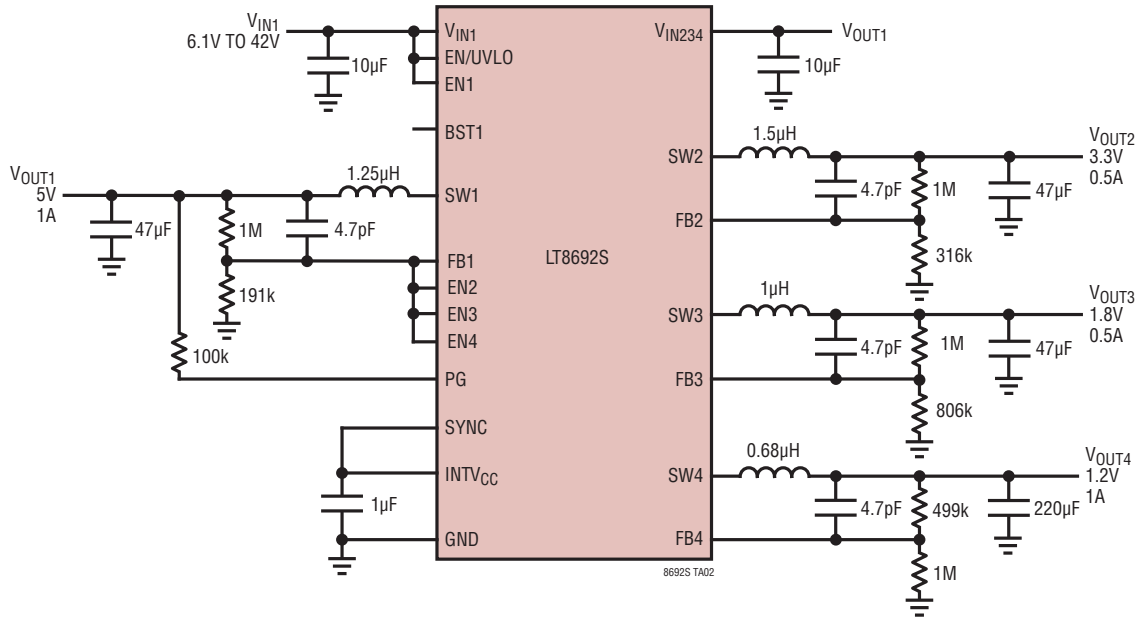 VIN1
6.1V TO 42V
10µF
VIN1
EN/UVLO
EN1
BST1
VOUT1
5V
1A
47µF
1M
191k
4.7pF
1.25µH
100k
SW1
FB1
EN2
EN3
EN4
PG
SYNC
INTVCC
1µF
GND
LT8692S
VIN234
VOUT1
10µF
SW2
1.5µH
4.7pF
1M
47µF
VOUT2
3.3V
0.5A
FB2
316k
SW3
1µH
4.7pF
1M
47µF
VOUT3
1.8V
0.5A
FB3
806k
SW4
0.68µH
4.7pF
499k
220µF
VOUT4
1.2V
1A
FB4
1M
8692S TA02